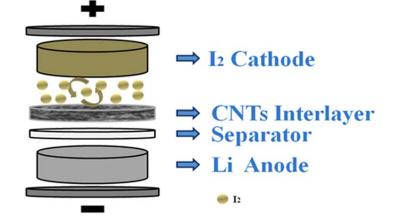 I₂ Cathode
CNTs Interlayer
Separator
Li Anode
I₂